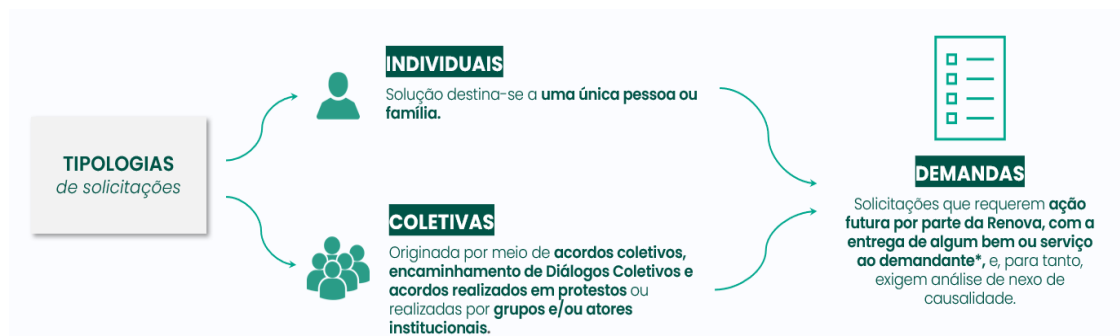 TIPOLOGIAS
de solicitações
INDIVIDUAIS
Solução destina-se a uma única pessoa ou
família.
COLETIVAS
Originada por meio de acordos coletivos,
encaminhamento de Diálogos Coletivos e
acordos realizados em protestos ou
realizadas por grupos e/ou atores
institucionais.
DEMANDAS
Solicitações que requerem ação
futura por parte da Renova, com a
entrega de algum bem ou serviço
ao demandante*, e, para tanto,
exigem análise de nexo de
causalidade.